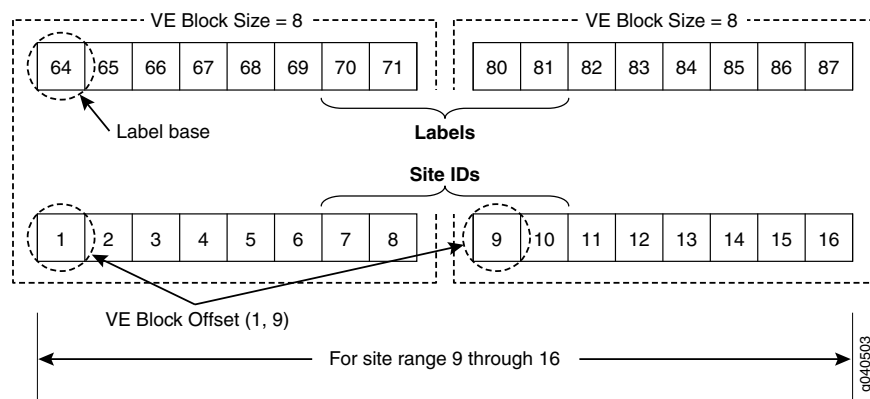 VE Block Size = 8
VE Block Size = 8
64 65 66 67 68 69 70 71
80 81 82 83 84 85 86 87
Label base
Labels
Site IDs
1 2 3 4 5 6 7 8
9 10 11 12 13 14 15 16
VE Block Offset (1, 9)
For site range 9 through 16
g040503